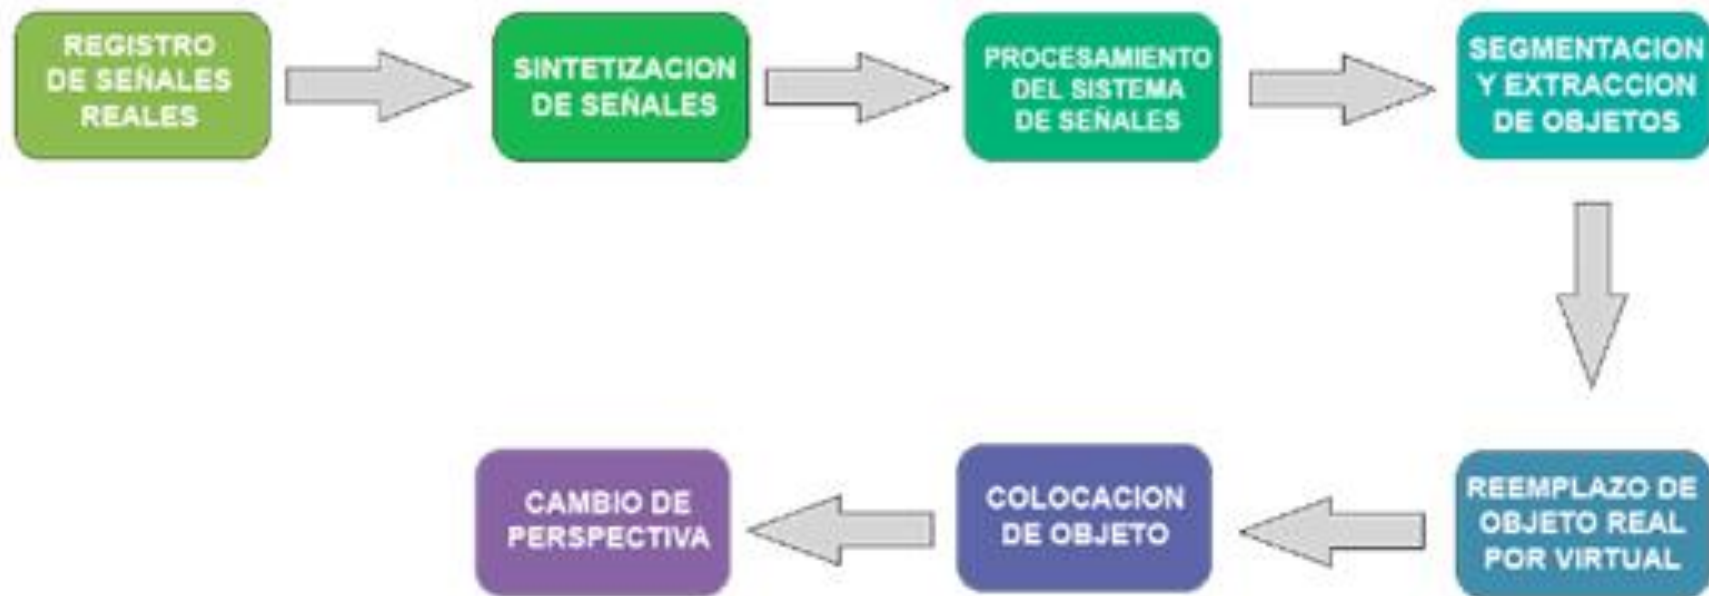 REGISTRO
DE SEÑALES
REALES
SINTETIZACION
DE SEÑALES
PROCESAMIENTO
DEL SISTEMA
DE SEÑALES
SEGMENTACION
Y EXTRACCION
DE OBJETOS
REEMPLAZO DE
OBJETO REAL
POR VIRTUAL
COLOCACION
DE OBJETO
CAMBIO DE
PERSPECTIVA